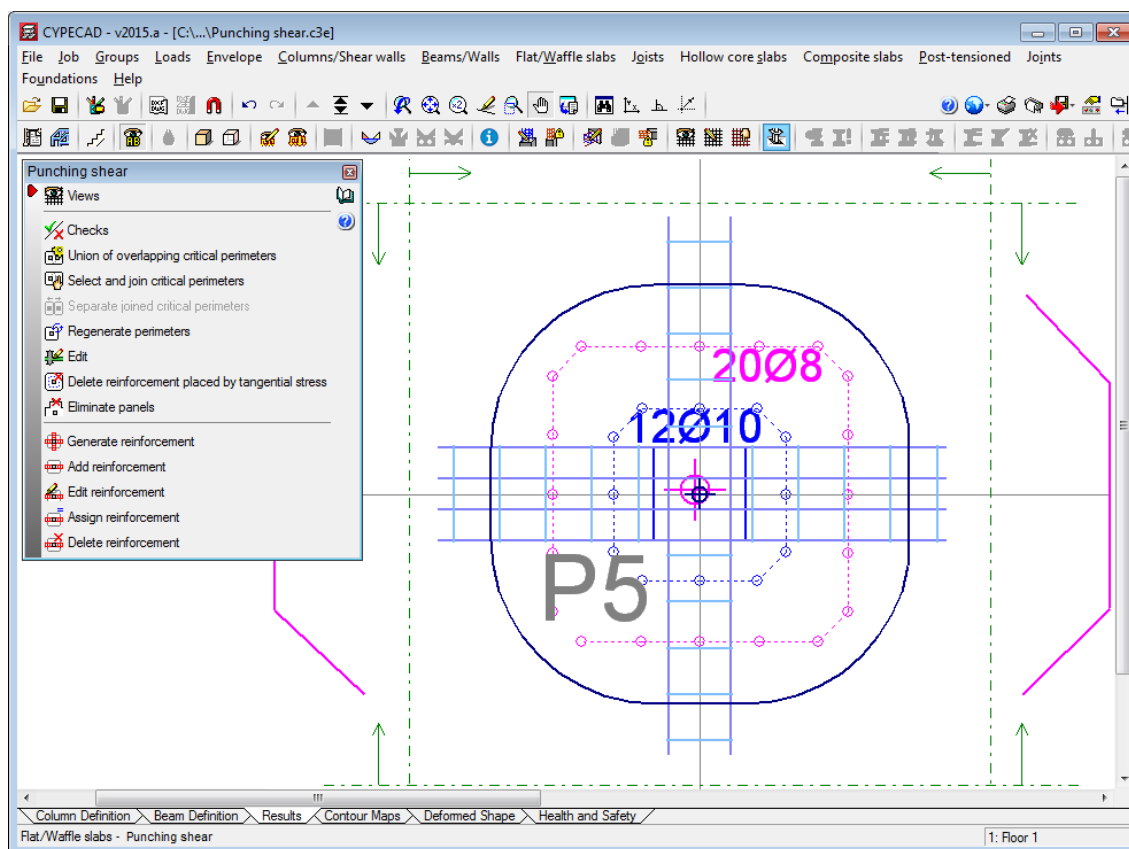 CYPECAD - v2015.a - [C:\...\Punching shear.c3e]
File Job Groups Loads Envelope Columns/Shear walls Beams/Walls Flat/Waffle slabs Joists Hollow core slabs Composite slabs Post-tensioned Joints
Foundations Help
Punching shear
Views
Checks
Union of overlapping critical perimeters
Select and join critical perimeters
Separate joined critical perimeters
Regenerate perimeters
Edit
Delete reinforcement placed by tangential stress
Eliminate panels
Generate reinforcement
Add reinforcement
Edit reinforcement
Assign reinforcement
Delete reinforcement
20Ø8
12Ø10
P5
Column Definition Beam Definition Results Contour Maps Deformed Shape Health and Safety
Flat/Waffle slabs - Punching shear 1: Floor 1